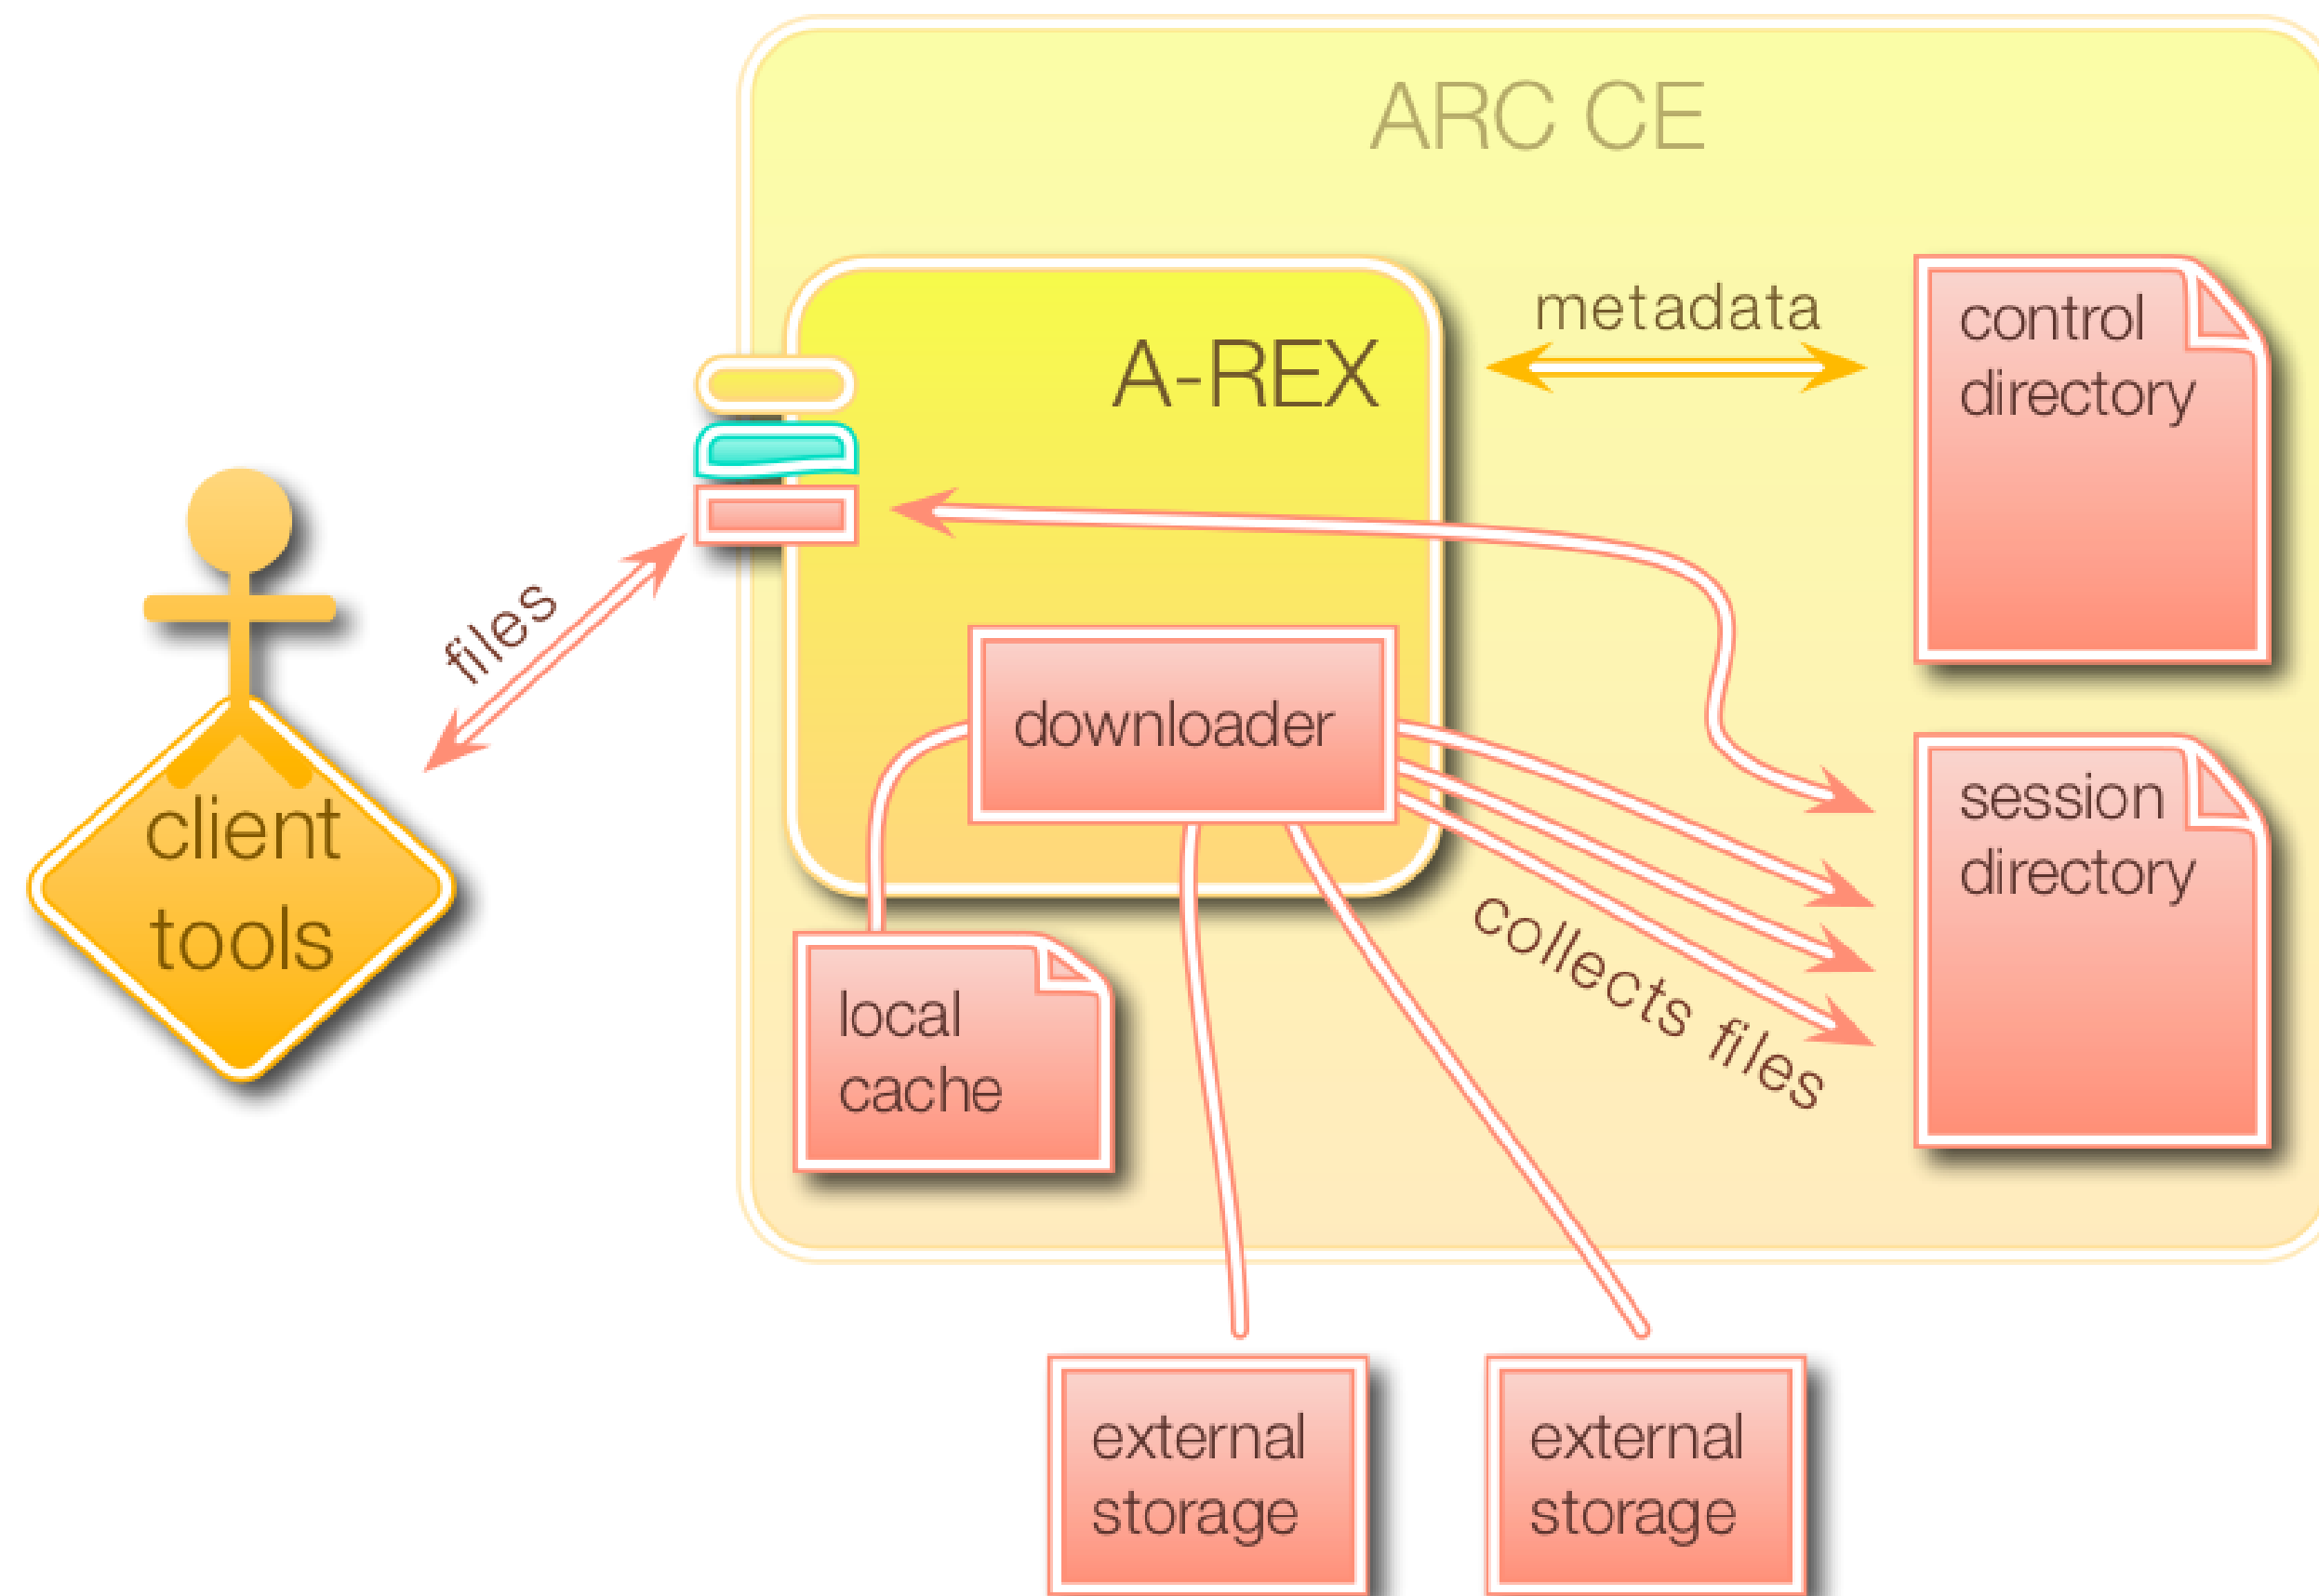 ARC CE
A-REX
metadata
control
directory
files
downloader
client
tools
session
directory
collects files
local
cache
external
storage
external
storage